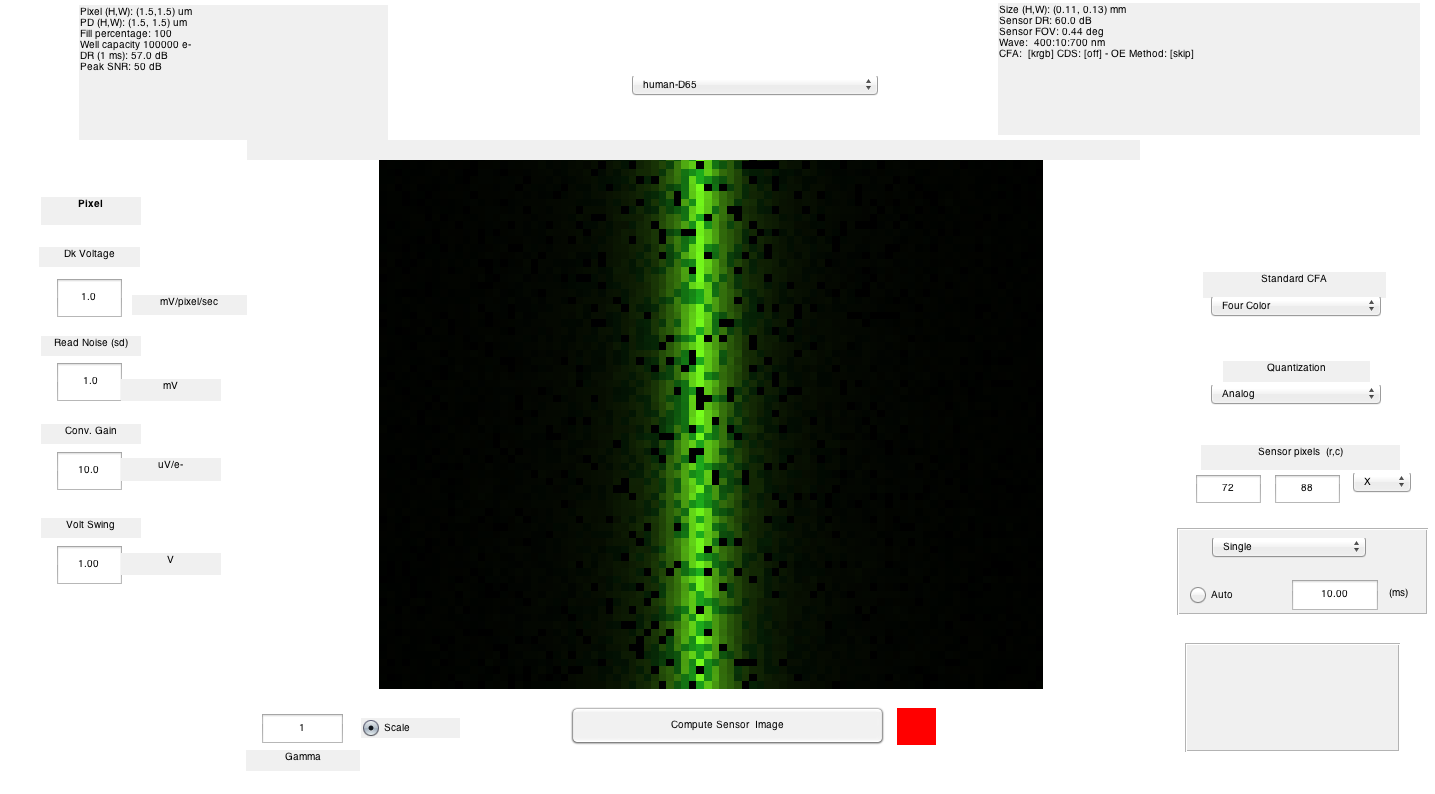 Pixel (H,W): (1.5,1.5) um
PD (H,W): (1.5, 1.5) um
Fill percentage: 100
Well capacity 100000 e-
DR (1 ms): 57.0 dB
Peak SNR: 50 dB
human-D65
Size (H,W): (0.11, 0.13) mm
Sensor DR: 60.0 dB
Sensor FOV: 0.44 deg
Wave:  400:10:700 nm
CFA:  [krgb] CDS: [off] - OE Method: [skip]
Pixel
Dk Voltage
1.0
mV/pixel/sec
Read Noise (sd)
1.0
mV
Conv. Gain
10.0
uV/e-
Volt Swing
1.00
V
Standard CFA
Four Color
Quantization
Analog
Sensor pixels  (r,c)
72
88
X
Single
Auto
10.00
(ms)
1
Scale
Gamma
Compute Sensor  Image